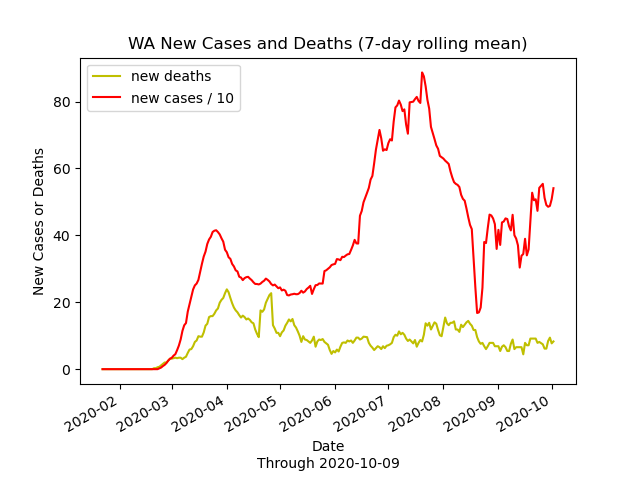 WA New Cases and Deaths (7-day rolling mean)
new deaths
new cases / 10
New Cases or Deaths
80
60
40
20
0
2020-02
2020-03
2020-04
2020-05
2020-06
2020-07
2020-08
2020-09
2020-10
Date
Through 2020-10-09